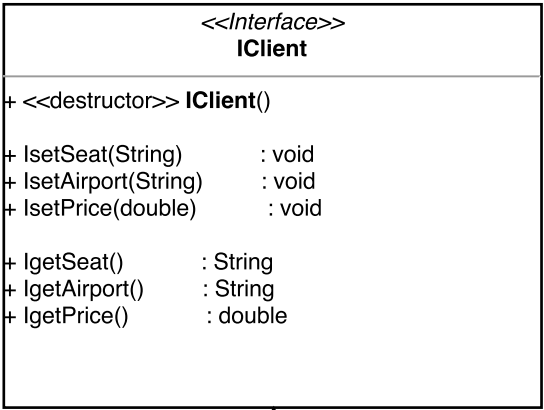 <<Interface>>
IClient
+ <<destructor>> IClient()
+ IsetSeat(String) : void
+ IsetAirport(String) : void
+ IsetPrice(double) : void
+ IgetSeat() : String
+ IgetAirport() : String
+ IgetPrice() : double